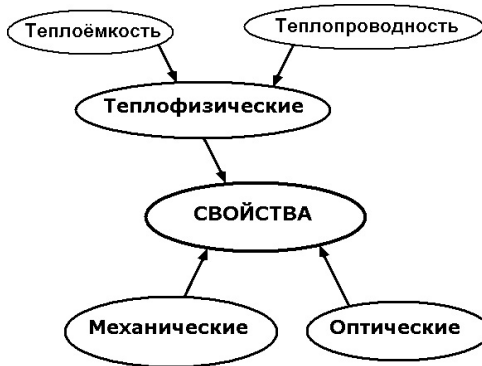 Теплоёмкость
Теплопроводность
Теплофизические
СВОЙСТВА
Механические
Оптические